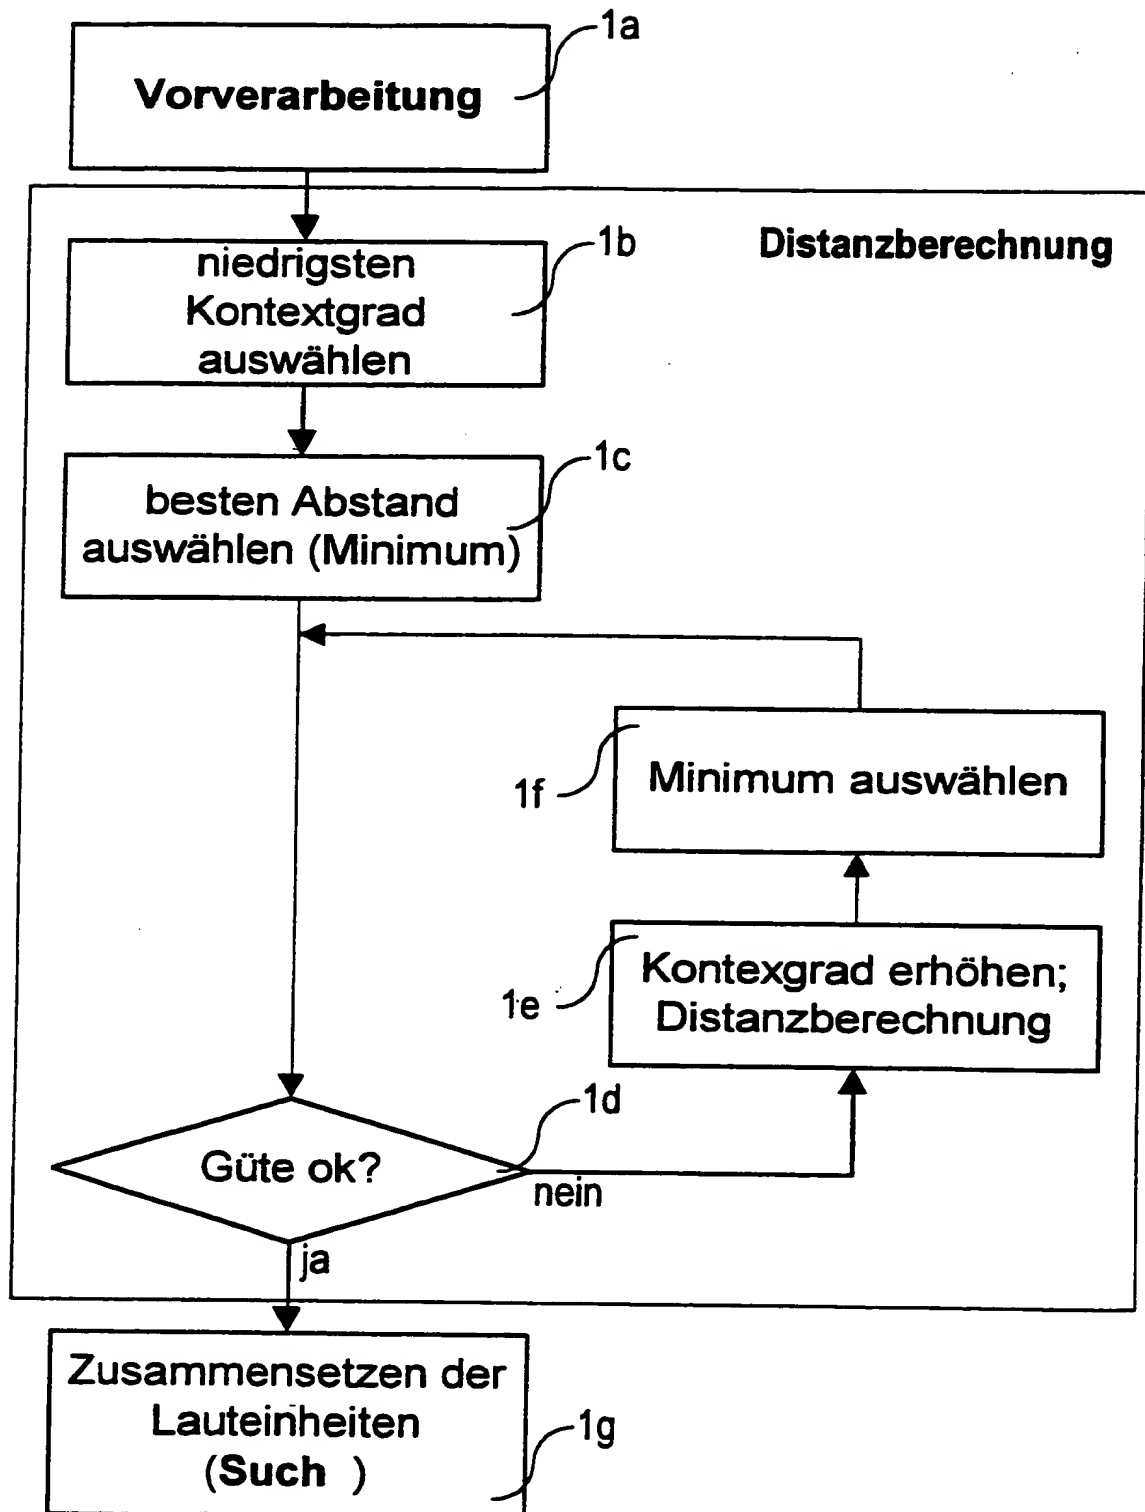 1a
Vorverarbeitung
Distanzberechnung
1b
niedrigsten
Kontextgrad
auswählen
1c
besten Abstand
auswählen (Minimum)
1f
Minimum auswählen
1e
Kontexgrad erhöhen;
Distanzberechnung
1d
Güte ok?
nein
ja
Zusammensetzen der
Lauteinheiten
(Such )
1g